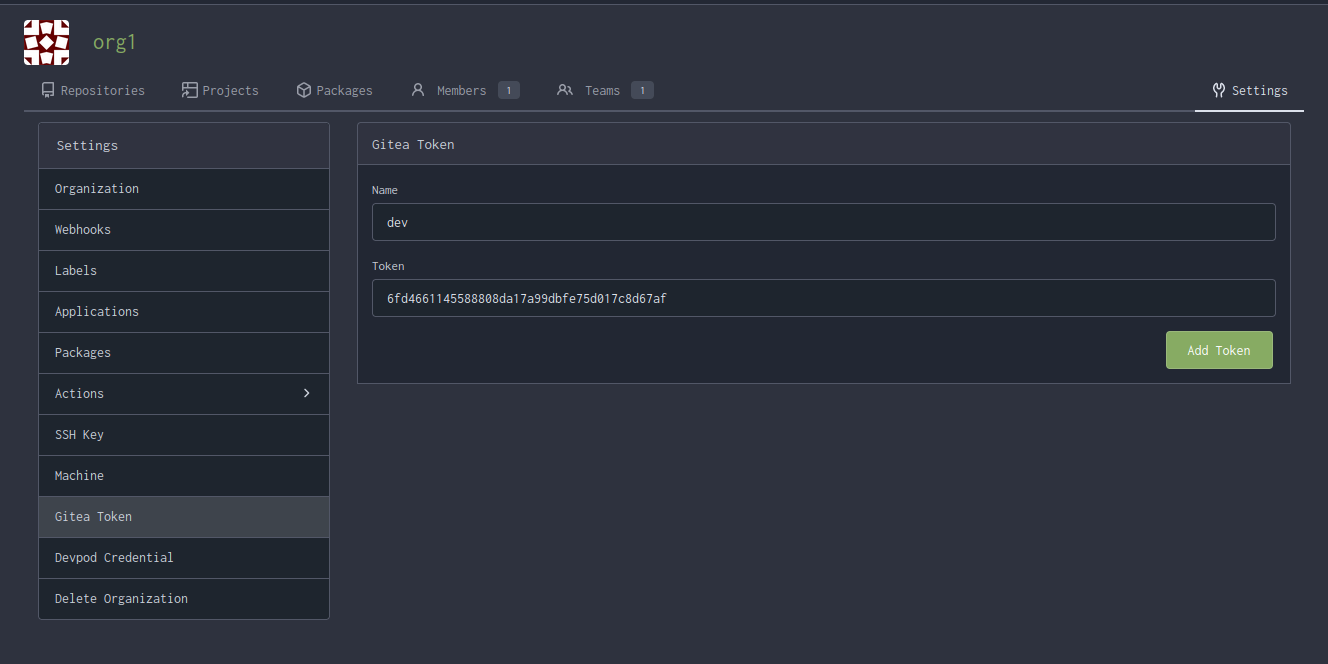 org1
Repositories Projects Packages Members 1 Teams 1 Settings
Settings
Organization
Webhooks
Labels
Applications
Packages
Actions
SSH Key
Machine
Gitea Token
Devpod Credential
Delete Organization
Gitea Token
Name
dev
Token
6fd4661145588808da17a99dbfe75d017c8d67af
Add Token